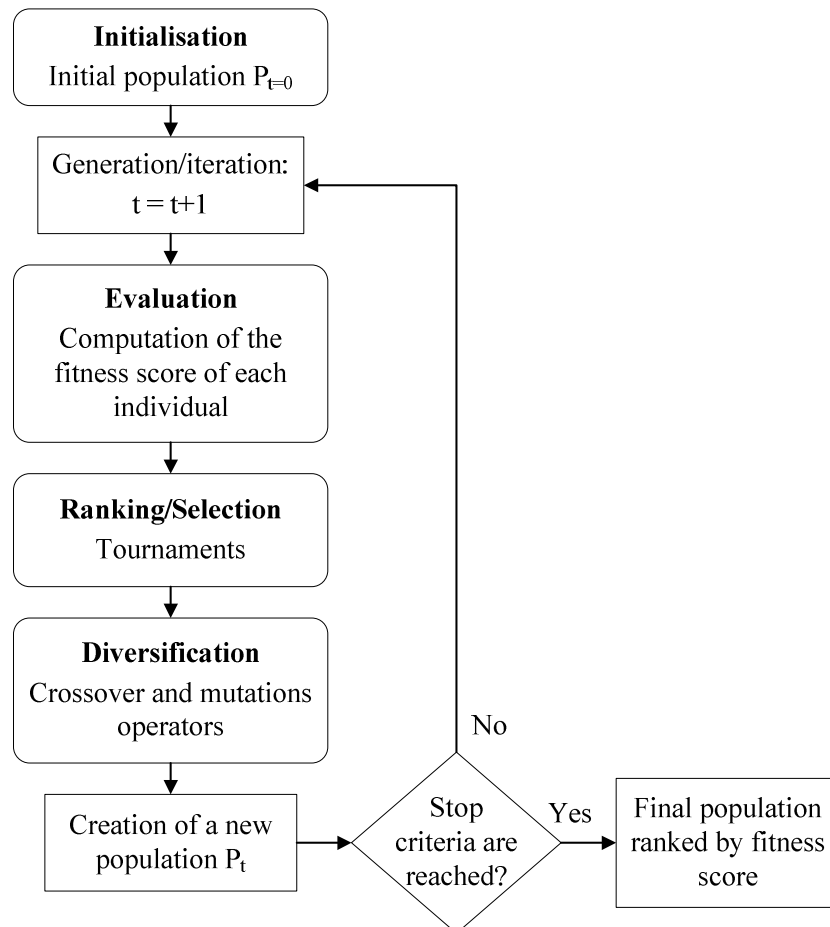 Initialisation
Initial population Pt=0
Generation/iteration:
t = t+1
Evaluation
Computation of the
fitness score of each
individual
Ranking/Selection
Tournaments
Diversification
Crossover and mutations
operators
Creation of a new
population Pt
No
Stop
criteria are
reached?
Yes
Final population
ranked by fitness
score